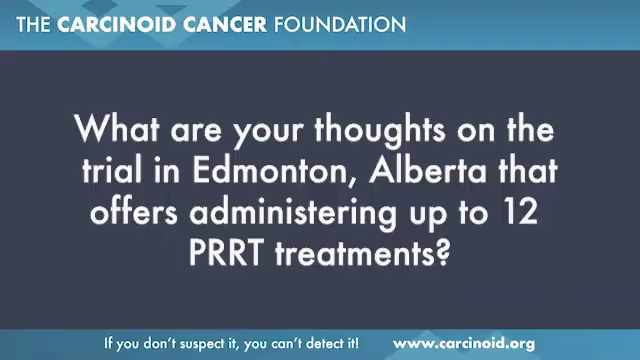 THE CARCINOID CANCER FOUNDATION
What are your thoughts on the
trial in Edmonton, Alberta that
offers administering up to 12
PRRT treatments?
If you don't suspect it, you can't detect it! www.carcinoid.org